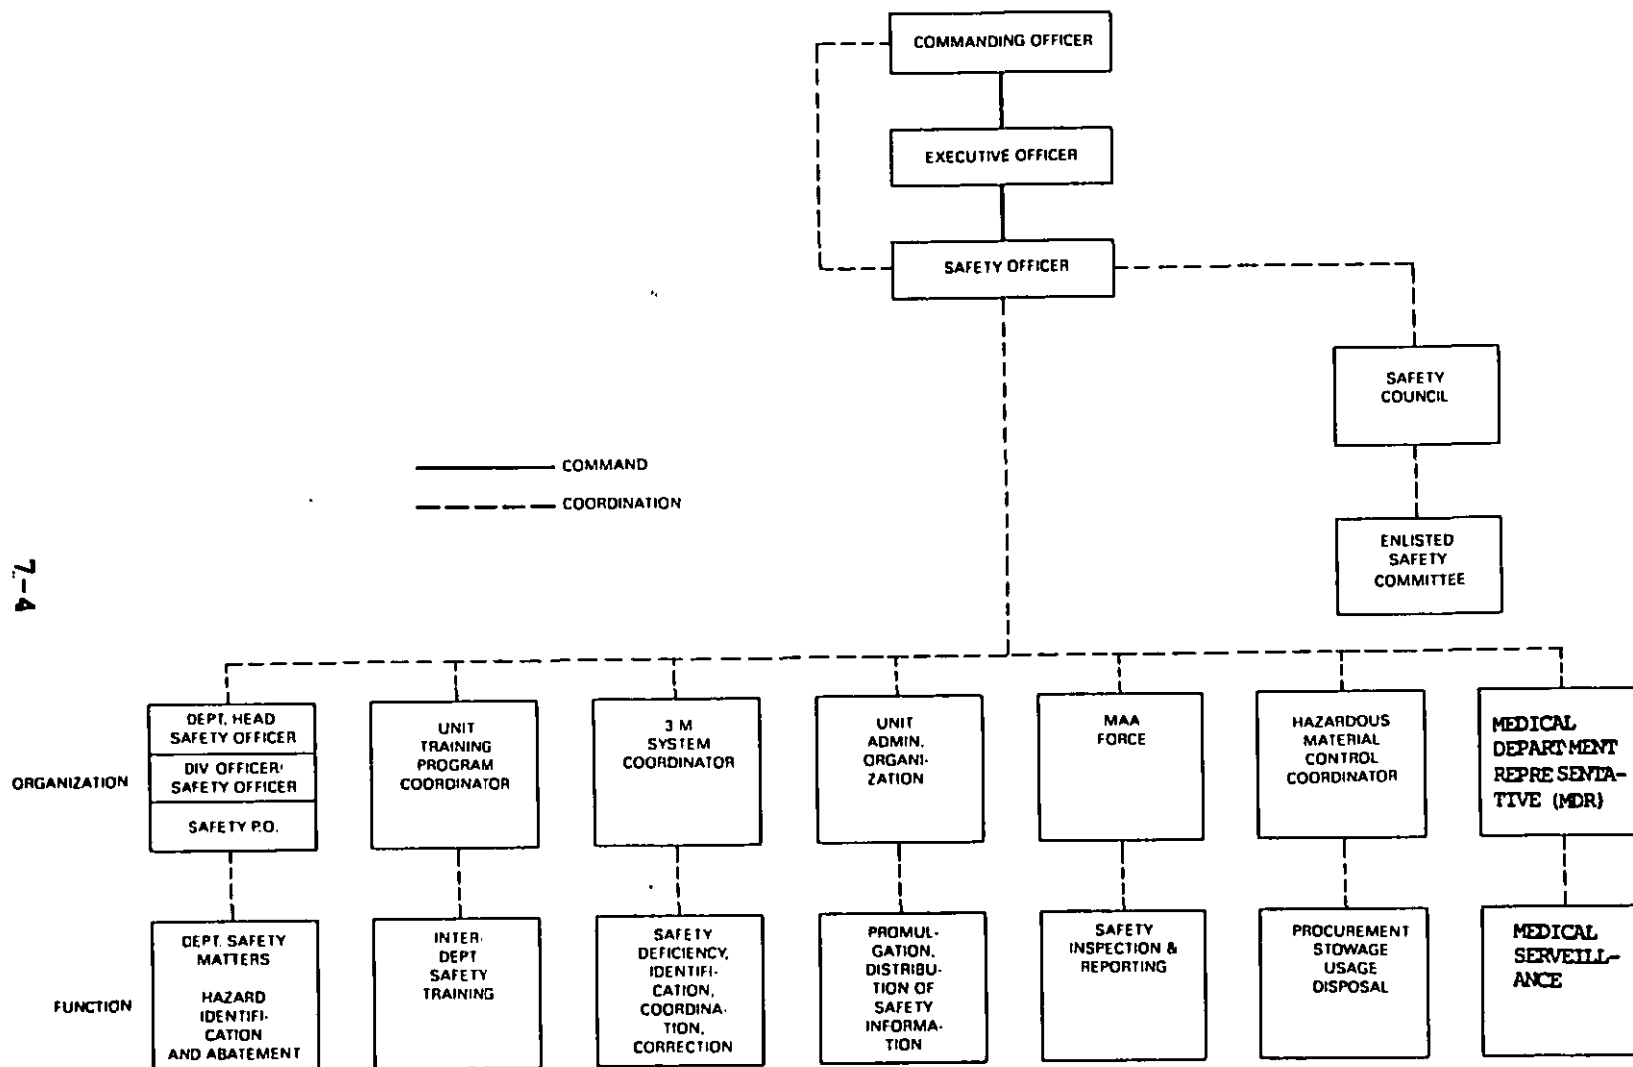 COMMANDING OFFICER
EXECUTIVE OFFICER
SAFETY OFFICER
SAFETY
COUNCIL
ENLISTED
SAFETY
COMMITTEE
COMMAND
COORDINATION
7-4
ORGANIZATION
DEPT. HEAD
SAFETY OFFICER
DIV OFFICER/
SAFETY OFFICER
SAFETY P.O.
UNIT
TRAINING
PROGRAM
COORDINATOR
3 M
SYSTEM
COORDINATOR
UNIT
ADMIN.
ORGANI-
ZATION
MAA
FORCE
HAZARDOUS
MATERIAL
CONTROL
COORDINATOR
MEDICAL
DEPARTMENT
REPRESENTA-
TIVE (MDR)
FUNCTION
DEPT. SAFETY
MATTERS
HAZARD
IDENTIFI-
CATION
AND ABATEMENT
INTER-
DEPT
SAFETY
TRAINING
SAFETY
DEFICIENCY,
IDENTIFI-
CATION,
COORDINA-
TION,
CORRECTION
PROMUL-
GATION,
DISTRIBU-
TION OF
SAFETY
INFORMA-
TION
SAFETY
INSPECTION &
REPORTING
PROCUREMENT
STOWAGE
USAGE
DISPOSAL
MEDICAL
SERVEILL-
ANCE